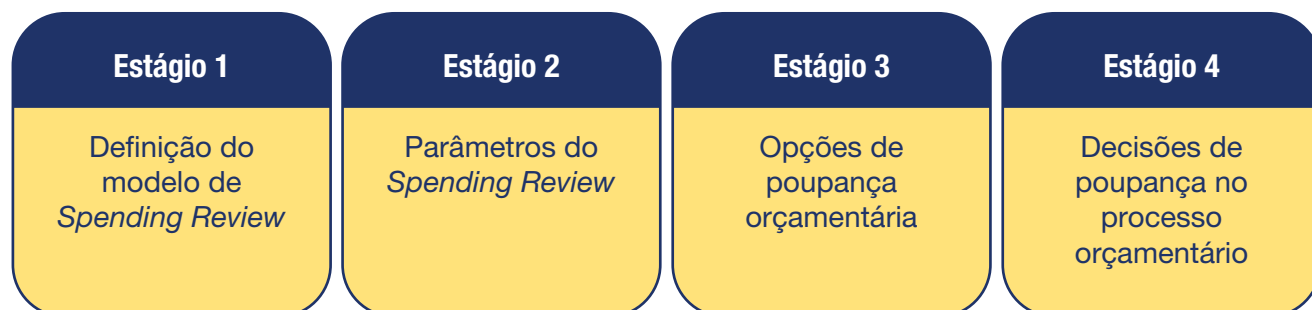 Estágio 1
Definição do
modelo de
Spending Review
Estágio 2
Parâmetros do
Spending Review
Estágio 3
Opções de
poupança
orçamentária
Estágio 4
Decisões de
poupança no
processo
orçamentário